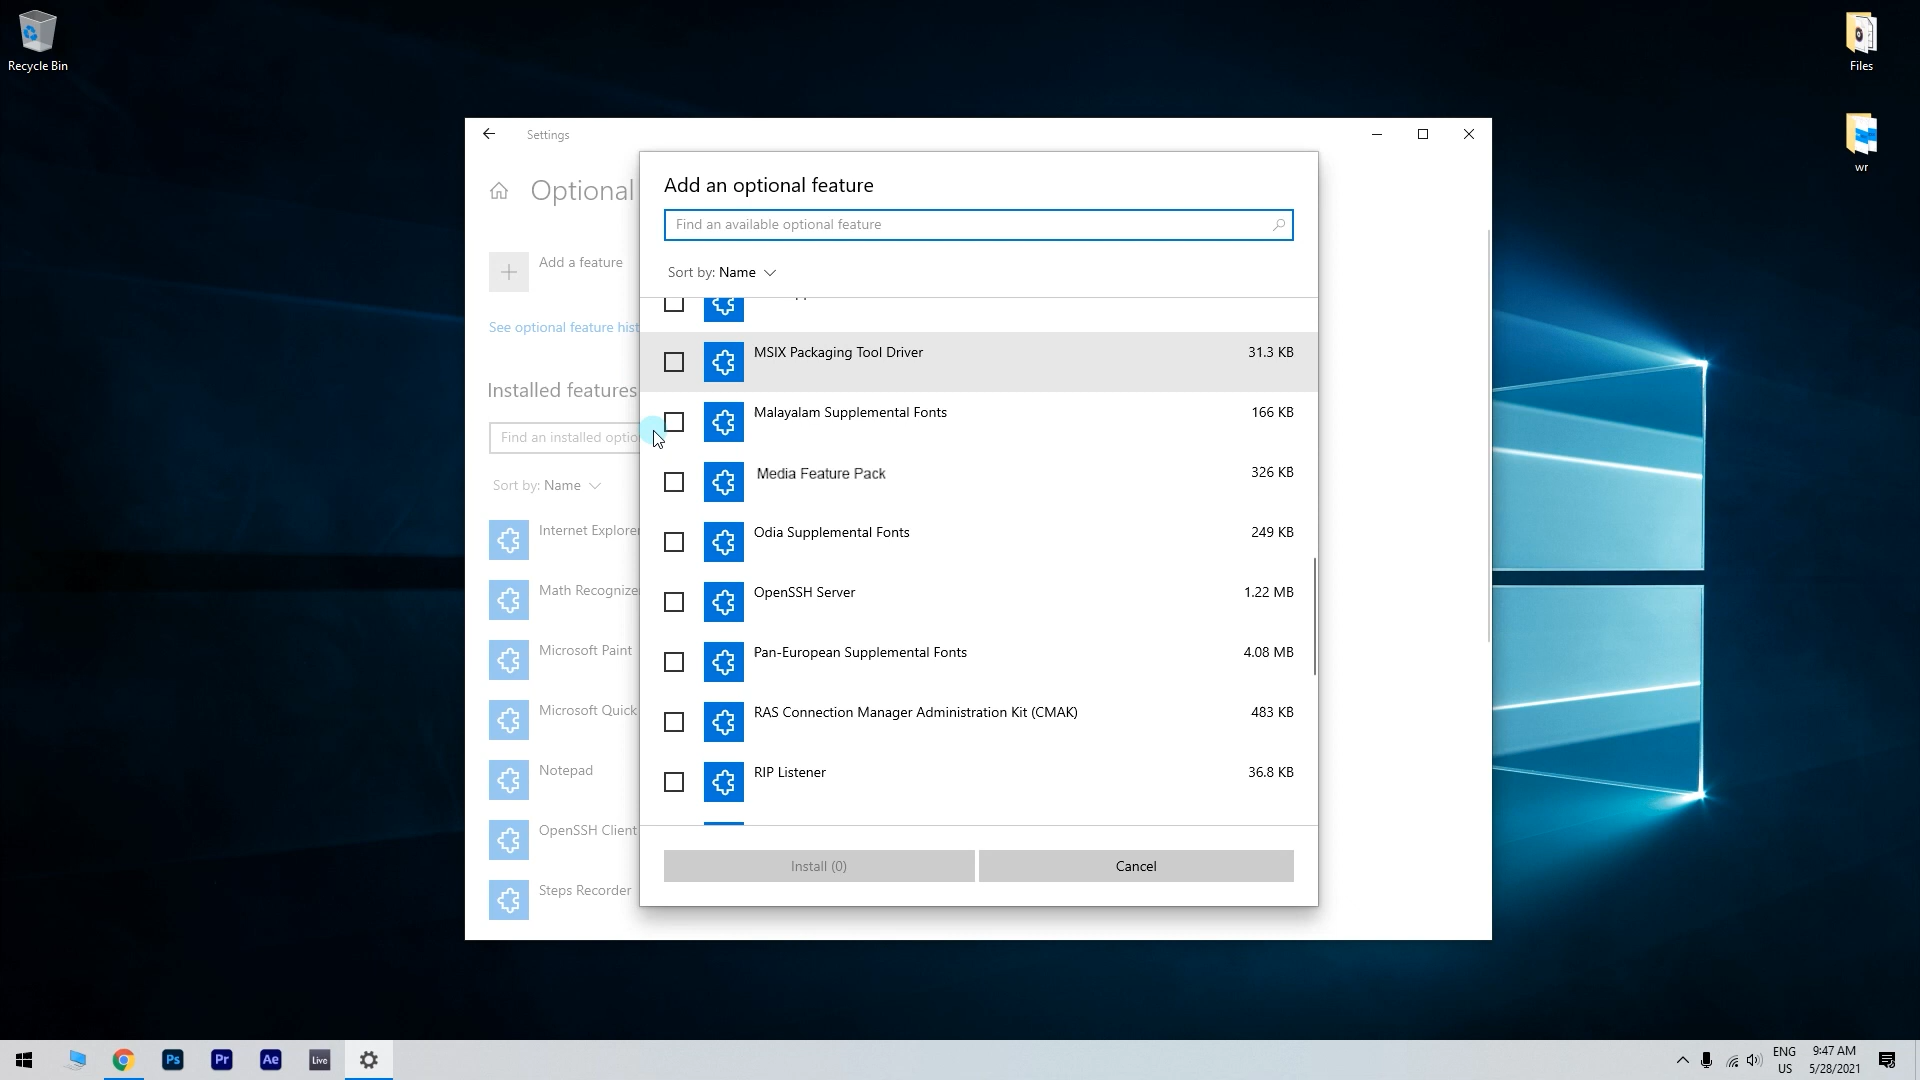 Recycle Bin
Files
wr
Settings
Optional
Add a feature
See optional feature hist
Installed features
Find an installed optio
Sort by: Name
Internet Explorer
Math Recognize
Microsoft Paint
Microsoft Quick
Notepad
OpenSSH Client
Steps Recorder
Add an optional feature
Find an available optional feature
Sort by: Name
MSIX Packaging Tool Driver 31.3 KB
Malayalam Supplemental Fonts 166 KB
Media Feature Pack 326 KB
Odia Supplemental Fonts 249 KB
OpenSSH Server 1.22 MB
Pan-European Supplemental Fonts 4.08 MB
RAS Connection Manager Administration Kit (CMAK) 483 KB
RIP Listener 36.8 KB
Install (0)
Cancel
Ps
Pr
Ae
Live
ENG
US
9:47 AM
5/28/2021